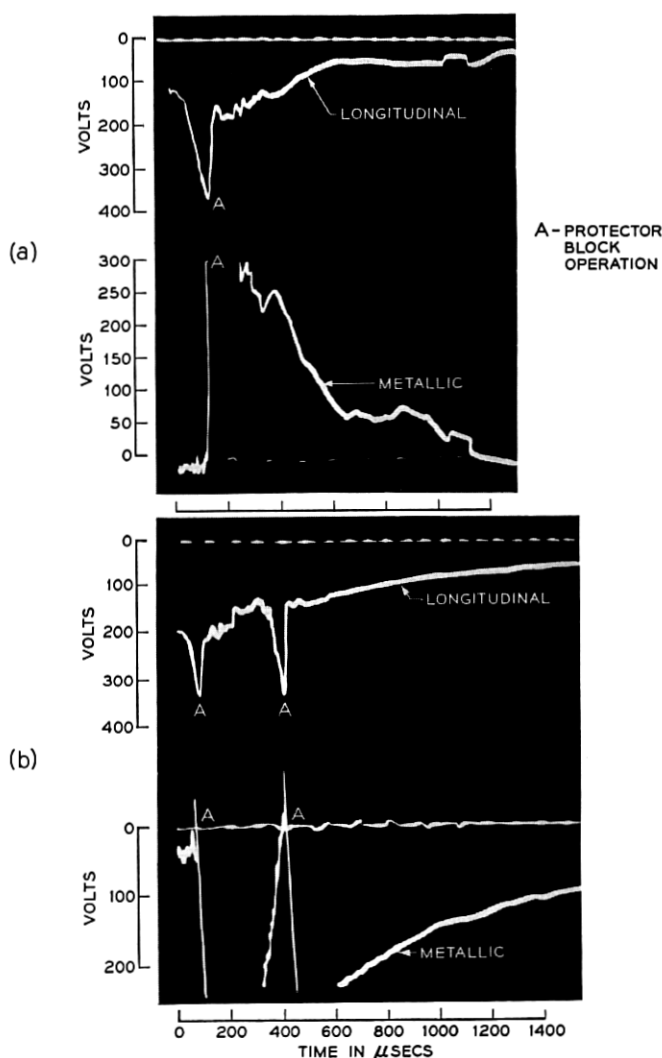 0
100
200
300
400
VOLTS
LONGITUDINAL
A
(a)
A - PROTECTOR
BLOCK
OPERATION
300
250
200
150
100
50
0
VOLTS
A
METALLIC
0
100
200
300
400
VOLTS
LONGITUDINAL
A A
(b)
0
100
200
VOLTS
A A
METALLIC
0 200 400 600 800 1000 1200 1400
TIME IN μSECS